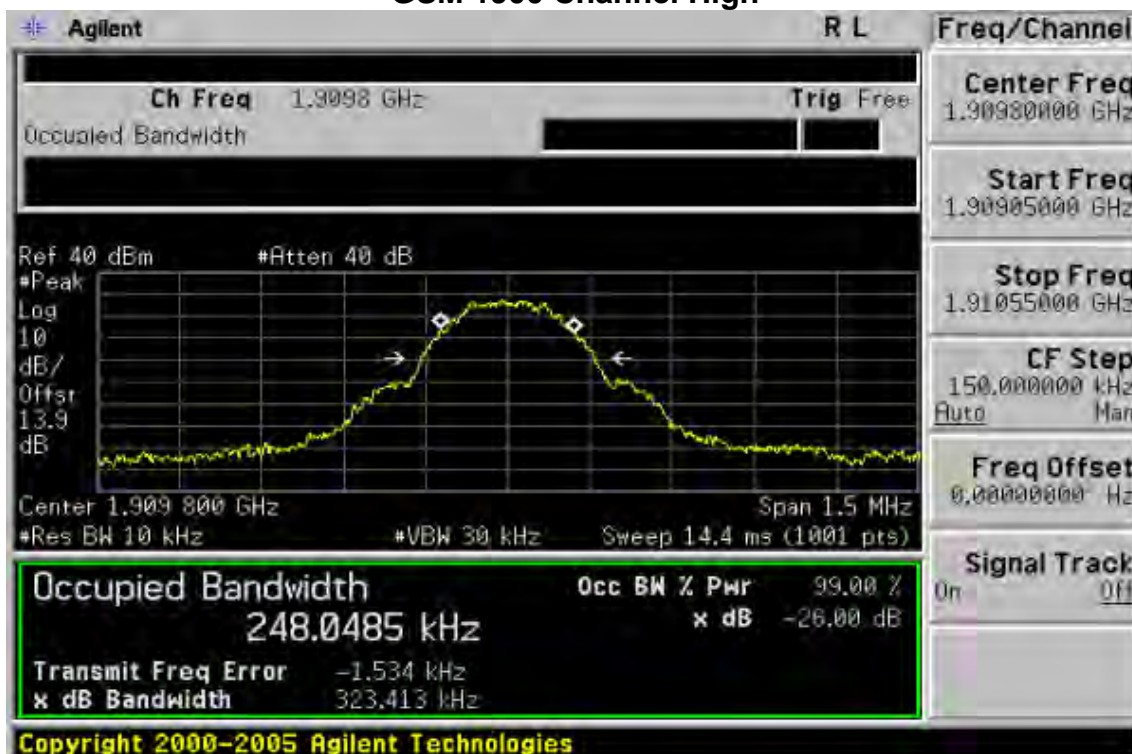 Agilent R L Freq/Channel
Ch Freq 1.9098 GHz Trig Free
Occupied Bandwidth
Center Freq
1.90980000 GHz
Start Freq
1.90905000 GHz
Stop Freq
1.91055000 GHz
CF Step
150.000000 kHz
Auto Man
Freq Offset
0.00000000 Hz
Signal Track
On Off
Ref 40 dBm #Atten 40 dB
#Peak
Log
10
dB/
Offst
13.9
dB
Center 1.909 800 GHz Span 1.5 MHz
#Res BW 10 kHz #VBW 30 kHz Sweep 14.4 ms (1001 pts)
Occupied Bandwidth Occ BW % Pwr 99.00 %
248.0485 kHz x dB -26.00 dB
Transmit Freq Error -1.534 kHz
x dB Bandwidth 323.413 kHz
Copyright 2000-2005 Agilent Technologies